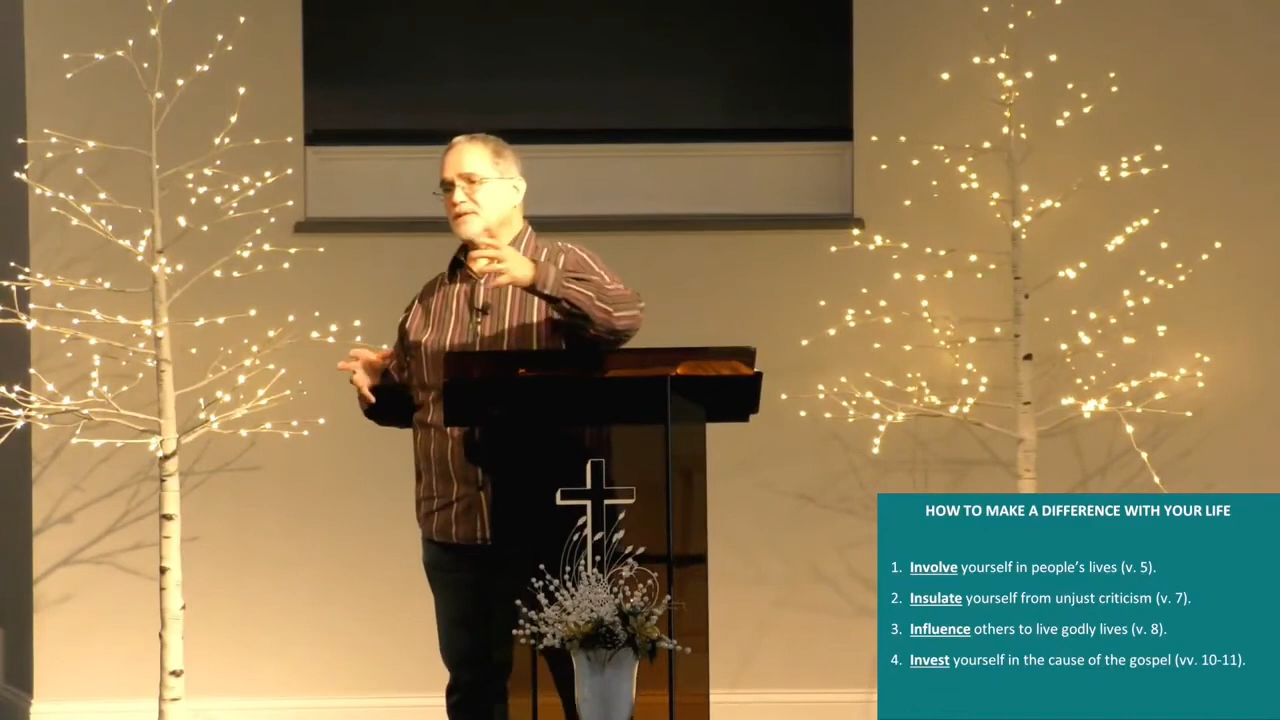 HOW TO MAKE A DIFFERENCE WITH YOUR LIFE
1. Involve yourself in people's lives (v. 5).
2. Insulate yourself from unjust criticism (v. 7).
3. Influence others to live godly lives (v. 8).
4. Invest yourself in the cause of the gospel (vv. 10-11).